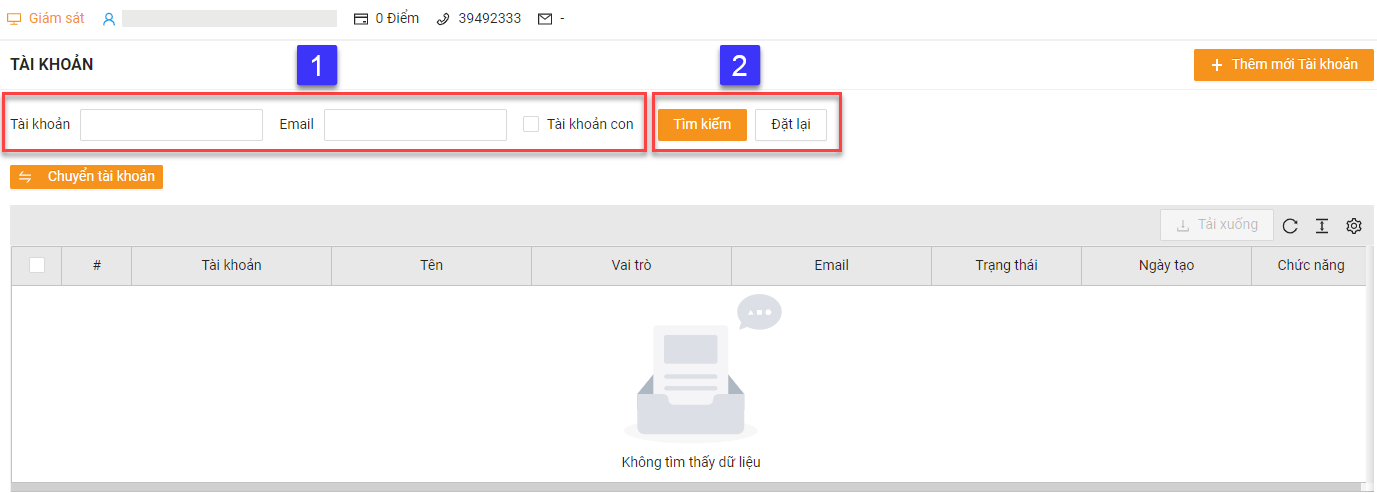 Giám sát 0 Điểm 39492333 -
TÀI KHOẢN 1 2 + Thêm mới Tài khoản
Tài khoản Email Tài khoản con Tìm kiếm Đặt lại
Chuyển tài khoản
Tải xuống
# Tài khoản Tên Vai trò Email Trạng thái Ngày tạo Chức năng
Không tìm thấy dữ liệu